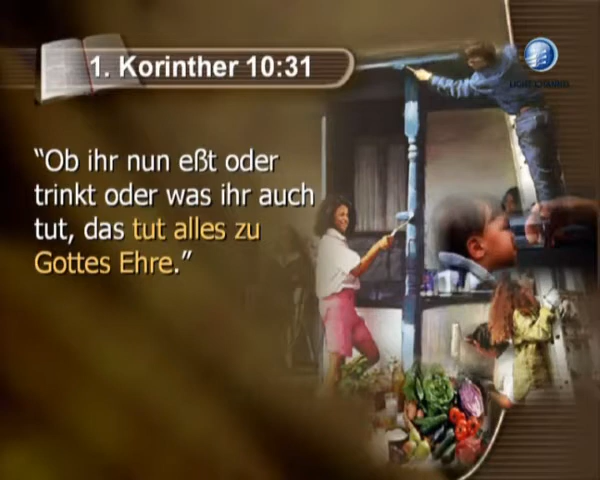 1. Korinther 10:31
“Ob ihr nun eßt oder
trinkt oder was ihr auch
tut, das tut alles zu
Gottes Ehre.”